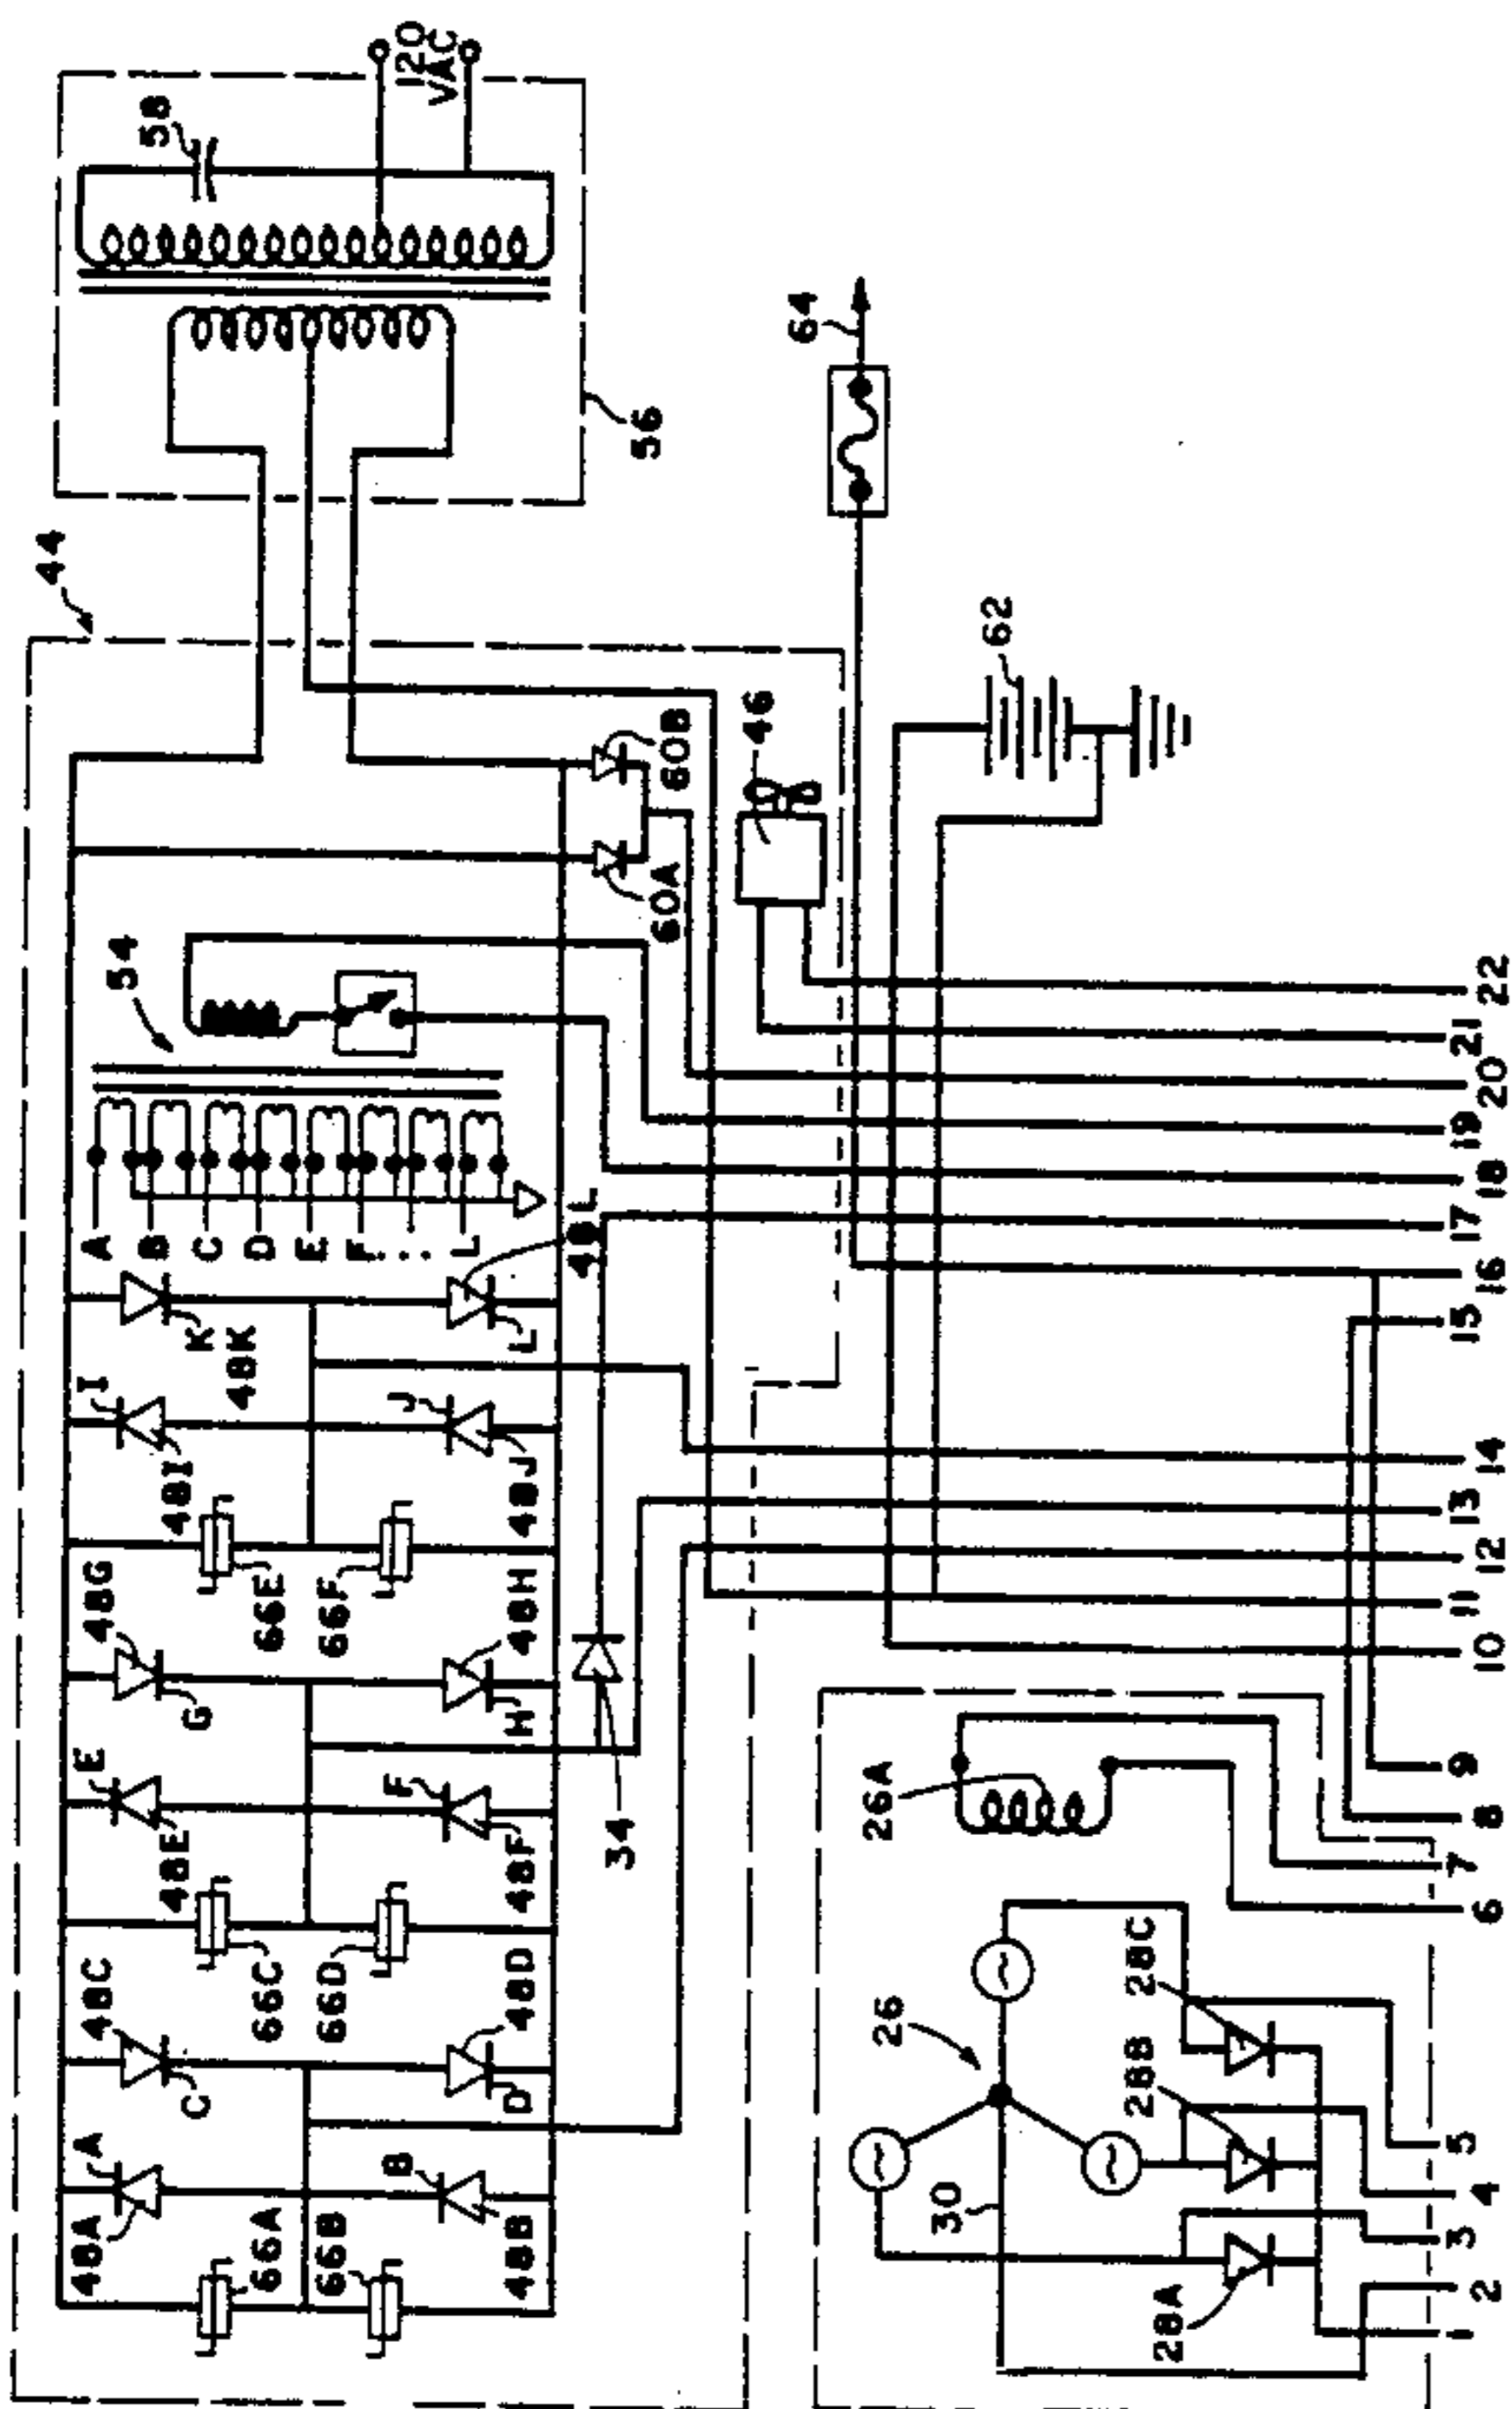 44
58
120
VAC
56
54
A
B
C
D
E
F
.
.
.
L
60A
60B
46
64
62
48A
A
48C
C
48E
E
48G
G
48I
I
K
48K
66A
66B
66C
66D
66E
66F
B
48B
48D
D
F
48F
48H
H
J
48J
48L
L
34
26
30
26A
28A
28B
28C
1
2
3
4
5
6
7
8
9
10
11
12
13
14
15
16
17
18
19
20
21
22